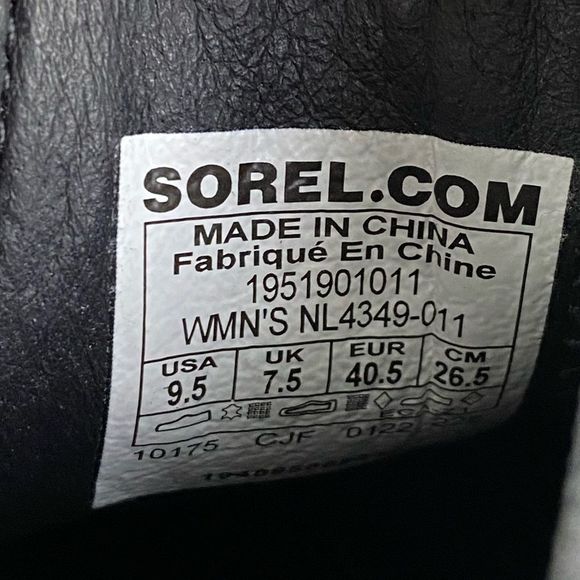 SOREL.COM
MADE IN CHINA
Fabriqué En Chine
1951901011
WMN'S NL4349-011
USA UK EUR CM
9.5 7.5 40.5 26.5
10175 CJF 0122